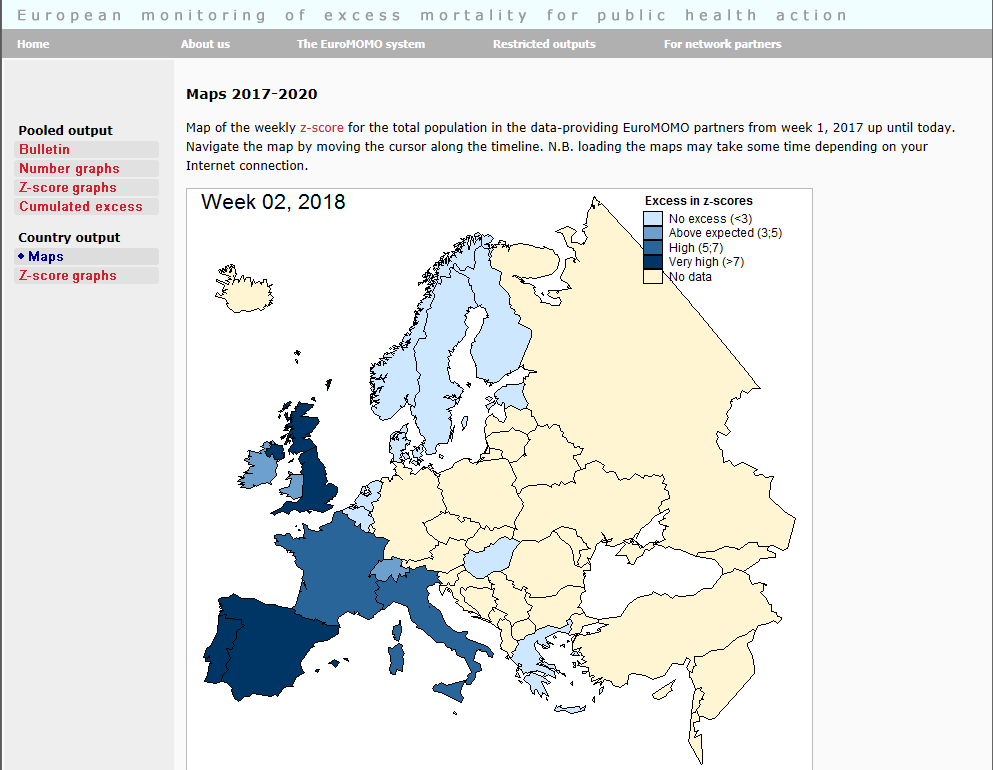 European monitoring of excess mortality for public health action
Home About us The EuroMOMO system Restricted outputs For network partners
Pooled output
Bulletin
Number graphs
Z-score graphs
Cumulated excess
Country output
Maps
Z-score graphs
Maps 2017-2020
Map of the weekly z-score for the total population in the data-providing EuroMOMO partners from week 1, 2017 up until today.
Navigate the map by moving the cursor along the timeline. N.B. loading the maps may take some time depending on your
Internet connection.
Week 02, 2018
Excess in z-scores
No excess (<3)
Above expected (3;5)
High (5;7)
Very high (>7)
No data